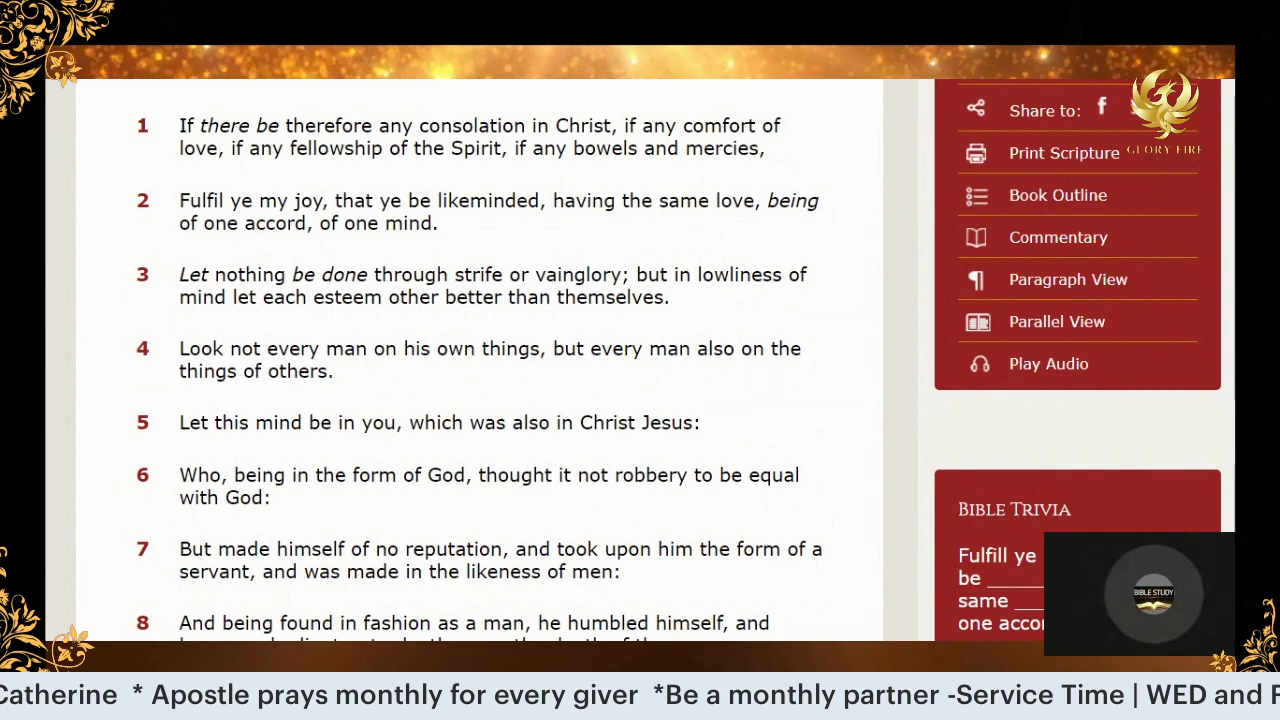 1 If there be therefore any consolation in Christ, if any comfort of
love, if any fellowship of the Spirit, if any bowels and mercies,
2 Fulfil ye my joy, that ye be likeminded, having the same love, being
of one accord, of one mind.
3 Let nothing be done through strife or vainglory; but in lowliness of
mind let each esteem other better than themselves.
4 Look not every man on his own things, but every man also on the
things of others.
5 Let this mind be in you, which was also in Christ Jesus:
6 Who, being in the form of God, thought it not robbery to be equal
with God:
7 But made himself of no reputation, and took upon him the form of a
servant, and was made in the likeness of men:
8 And being found in fashion as a man, he humbled himself, and
Share to:
GLORY FIRE
Print Scripture
Book Outline
Commentary
Paragraph View
Parallel View
Play Audio
BIBLE TRIVIA
Fulfill ye
be ______
same ____
one accor
BIBLE STUDY
Catherine * Apostle prays monthly for every giver *Be a monthly partner -Service Time | WED and